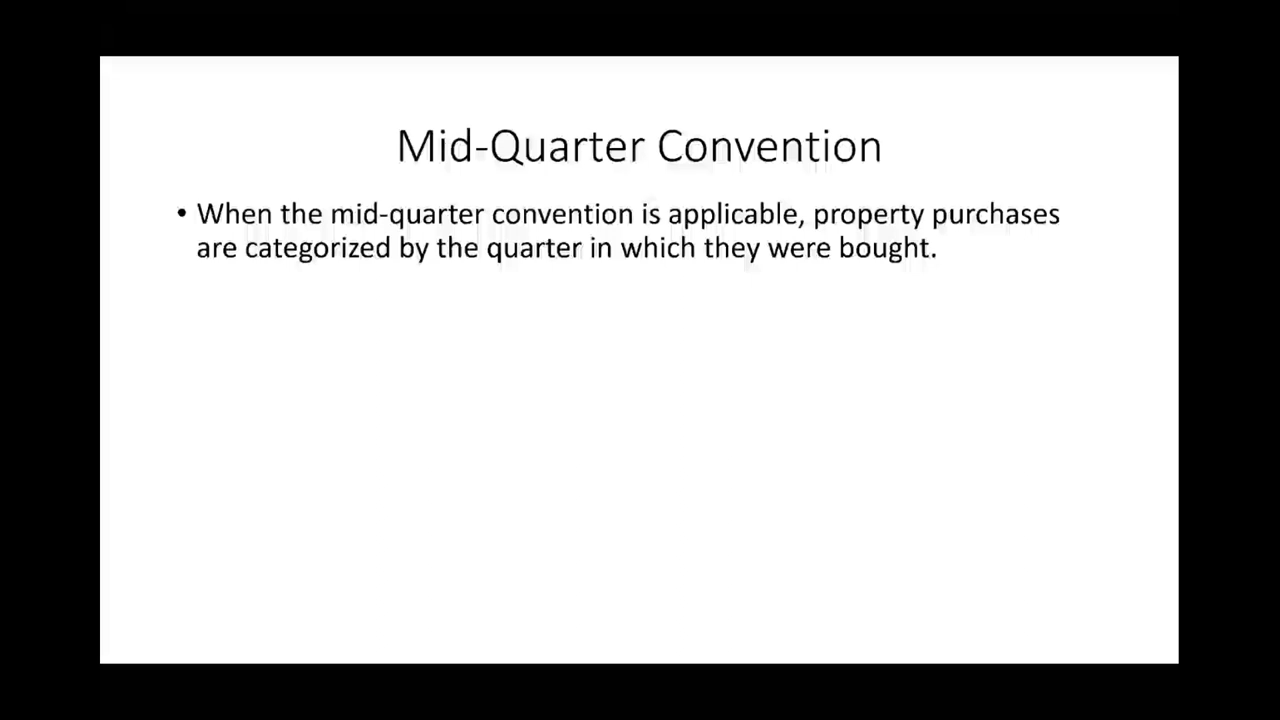 Mid-Quarter Convention
• When the mid-quarter convention is applicable, property purchases
are categorized by the quarter in which they were bought.